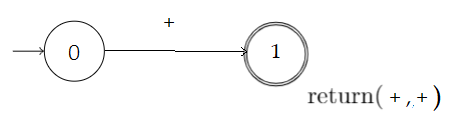 +
0 1
return( + , + )